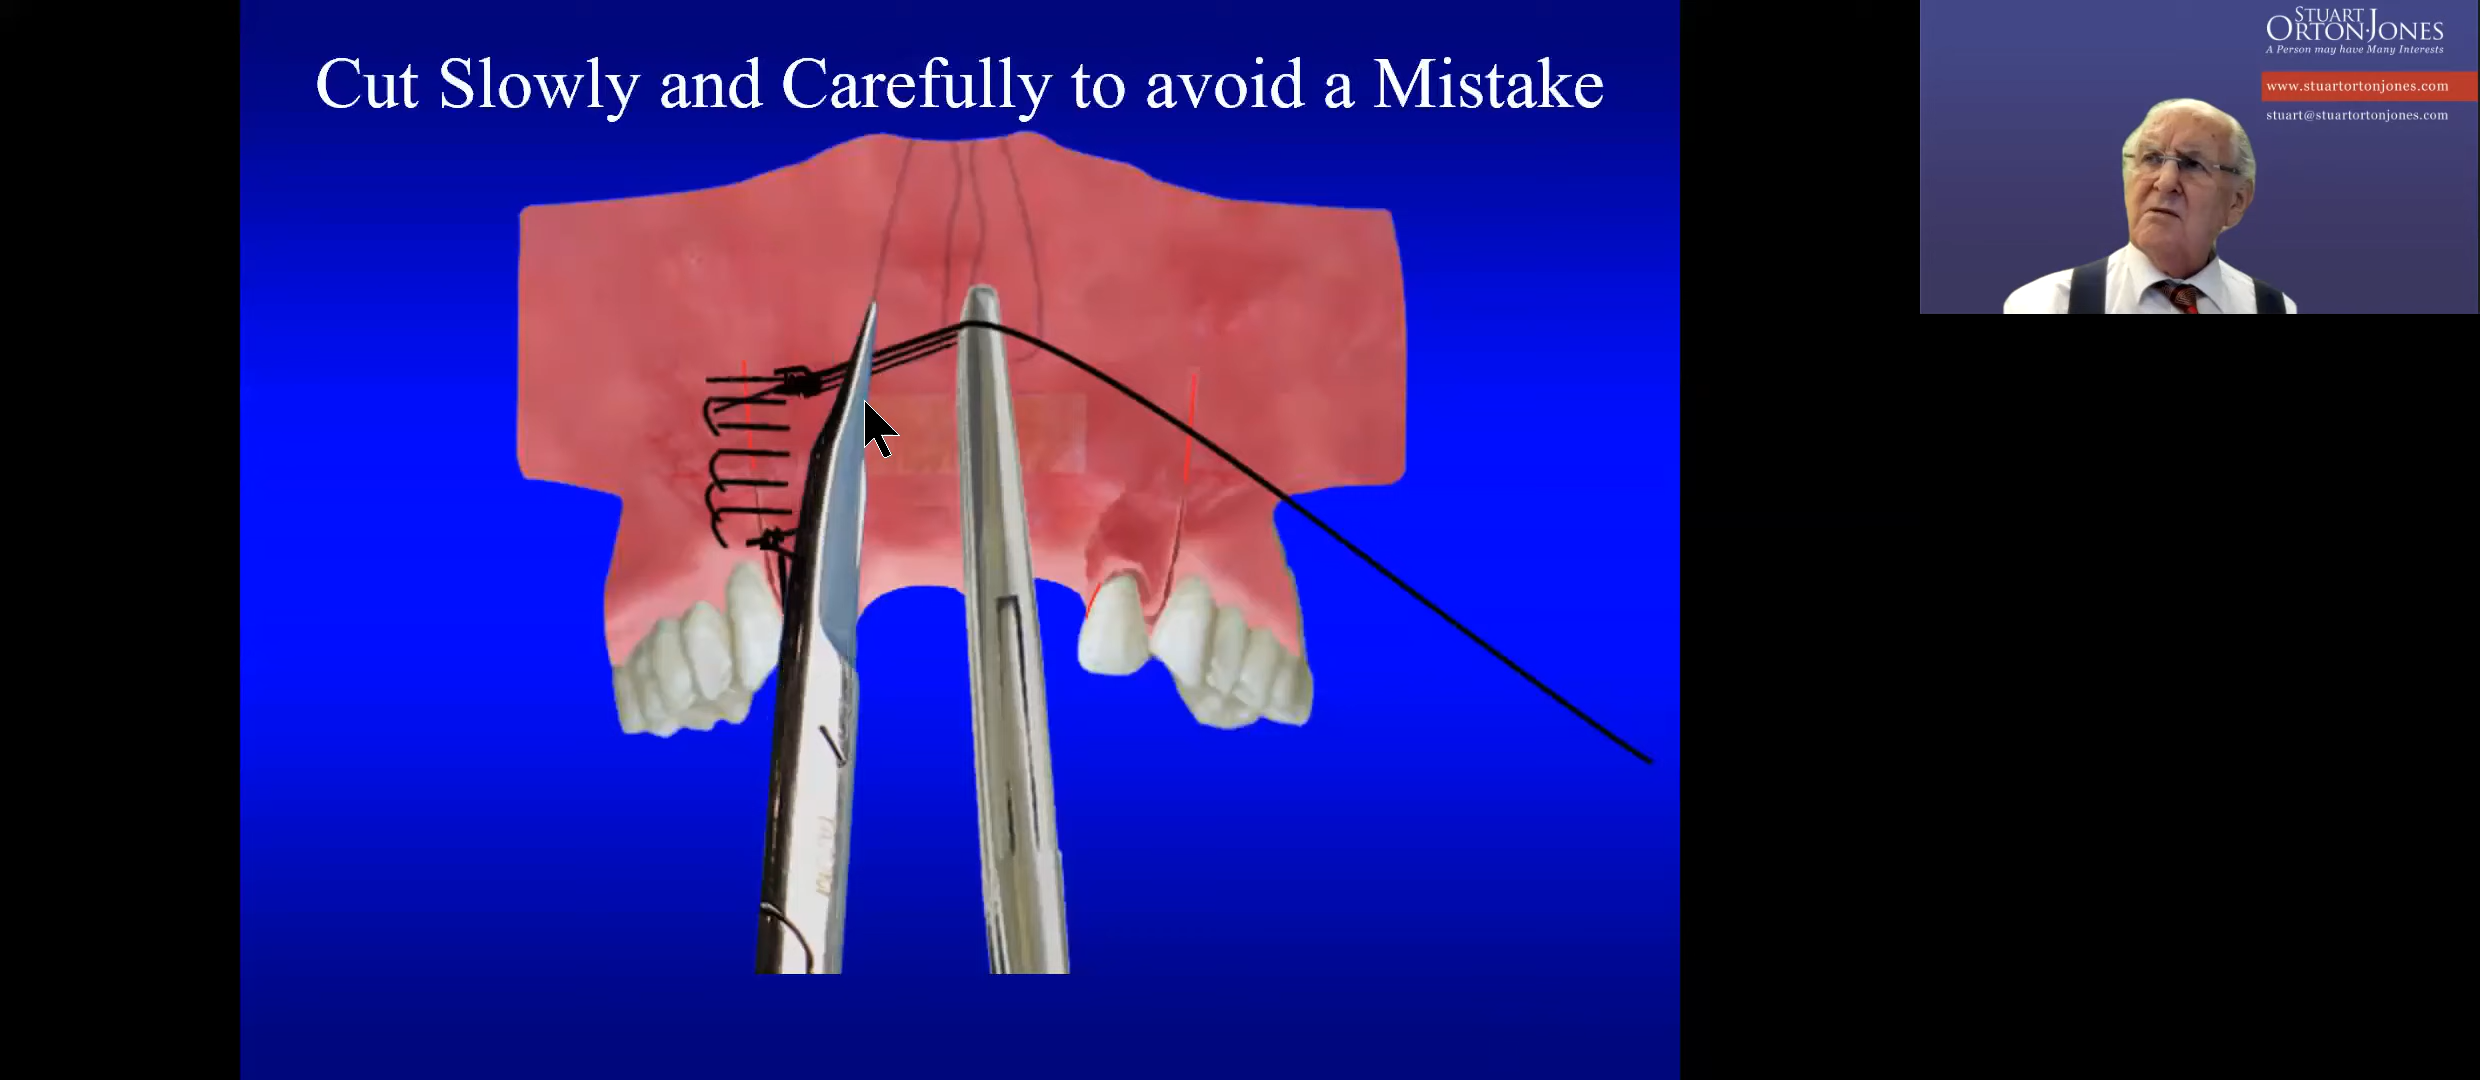 Cut Slowly and Carefully to avoid a Mistake
STUART
ORTON-JONES
A Person may have Many Interests
www.stuartortonjones.com
stuart@stuartortonjones.com